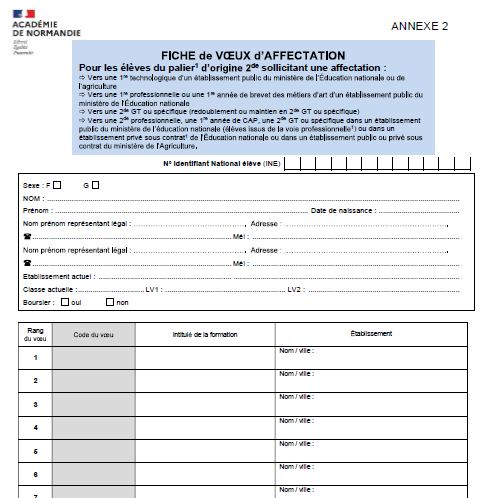 ACADÉMIE
DE NORMANDIE
Liberté
Égalité
Fraternité
ANNEXE 2
FICHE de VŒUX d'AFFECTATION
Pour les élèves du palier¹ d'origine 2de sollicitant une affectation :
⇨ Vers une 1re technologique d'un établissement public du ministère de l'Éducation nationale ou de
l'agriculture
⇨ Vers une 1re professionnelle ou une 1re année de brevet des métiers d'art d'un établissement public du
ministère de l'Éducation nationale
⇨ Vers une 2de GT ou spécifique (redoublement ou maintien en 2de GT ou spécifique)
⇨ Vers une 2de professionnelle, une 1re année de CAP, une 2de GT ou spécifique dans un établissement
public du ministère de l'éducation nationale (élèves issus de la voie professionnelle¹) ou dans un
établissement privé sous contrat¹ de l'Éducation nationale ou dans un établissement public ou privé sous
contrat du ministère de l'Agriculture.
N° Identifiant National élève (INE)
Sexe : F ☐ G ☐
NOM :
Prénom : Date de naissance :
Nom prénom représentant légal : , Adresse : ,
☎ Mél :
Nom prénom représentant légal : , Adresse : ,
☎ Mél :
Etablissement actuel :
Classe actuelle : LV1 : LV2 :
Boursier : ☐ oui ☐ non
Rang du vœu Code du vœu Intitulé de la formation Établissement
1 Nom / ville :
2 Nom / ville :
3 Nom / ville :
4 Nom / ville :
5 Nom / ville :
6 Nom / ville :
7 Nom / ville :